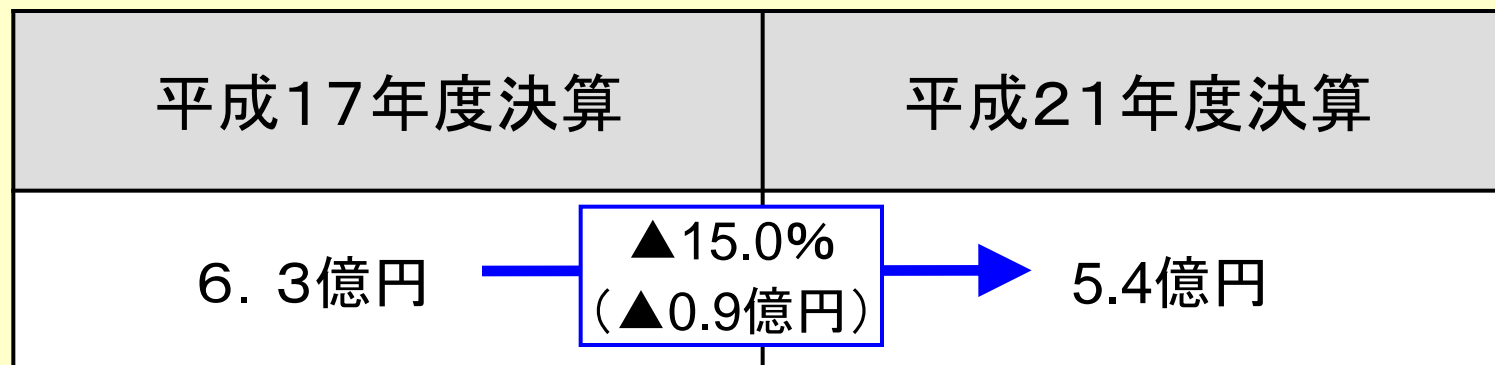 平成17年度決算
平成21年度決算
6．3億円
▲15.0%
（▲0.9億円）
5.4億円